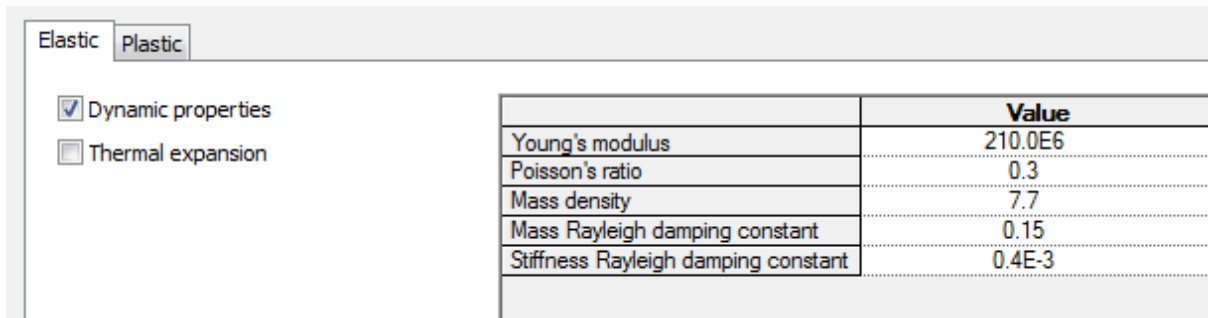 Elastic Plastic
Dynamic properties
Thermal expansion
Value
Young's modulus 210.0E6
Poisson's ratio 0.3
Mass density 7.7
Mass Rayleigh damping constant 0.15
Stiffness Rayleigh damping constant 0.4E-3